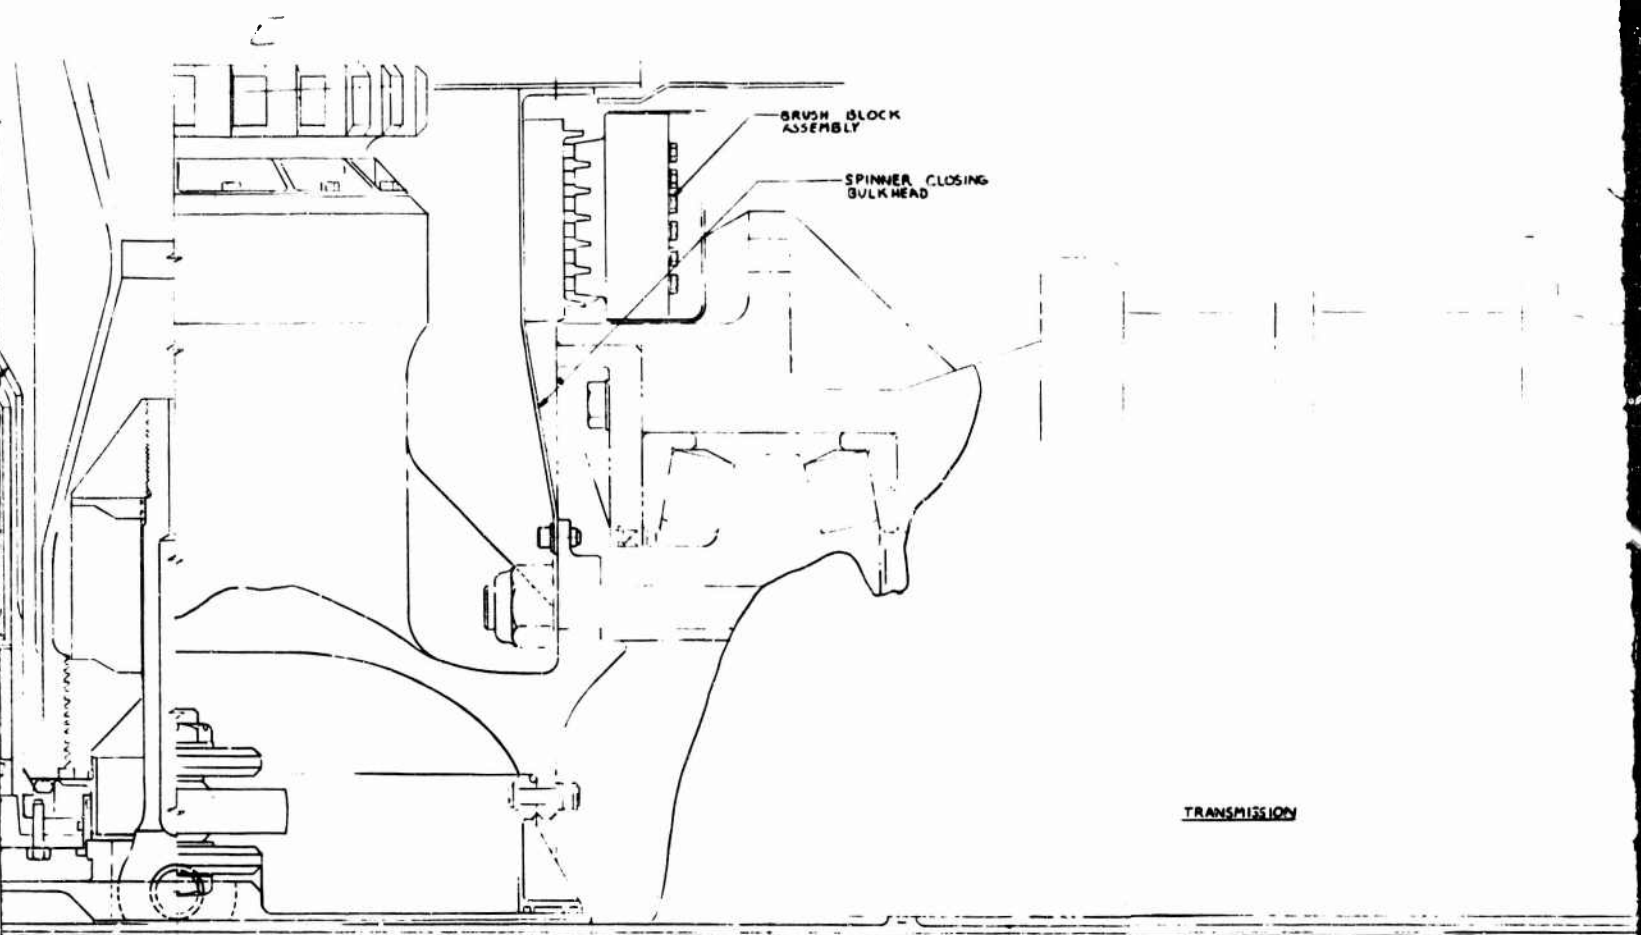 BRUSH BLOCK
ASSEMBLY
SPINNER CLOSING
BULKHEAD
TRANSMISSION